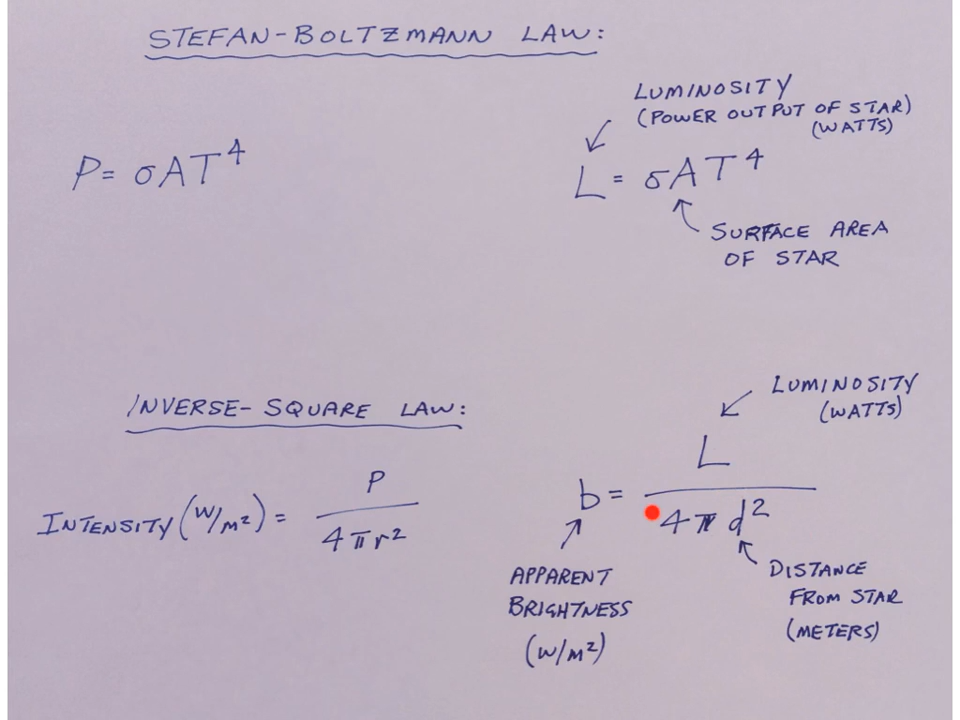 STEFAN-BOLTZMANN LAW:
P= σAT⁴
LUMINOSITY
(POWER OUTPUT OF STAR)
(WATTS)
L = σAT⁴
SURFACE AREA
OF STAR
INVERSE-SQUARE LAW:
INTENSITY (W/m²) = P / 4πr²
LUMINOSITY
(WATTS)
b = L / 4πd²
APPARENT
BRIGHTNESS
(W/m²)
DISTANCE
FROM STAR
(METERS)